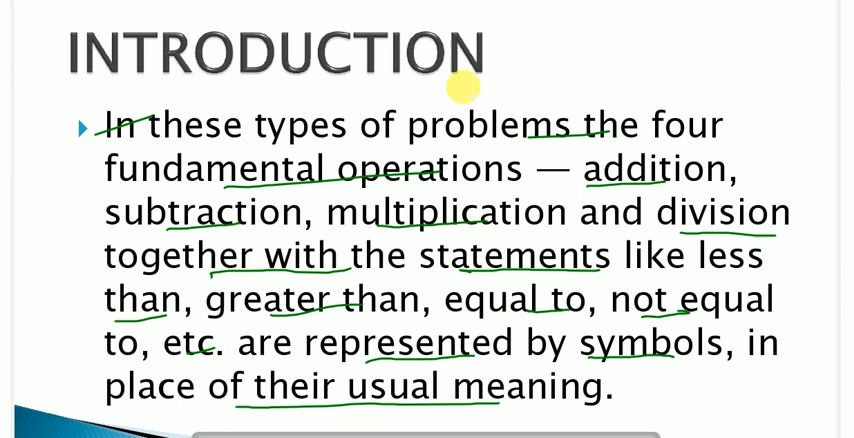 INTRODUCTION
In these types of problems the four
fundamental operations — addition,
subtraction, multiplication and division
together with the statements like less
than, greater than, equal to, not equal
to, etc. are represented by symbols, in
place of their usual meaning.